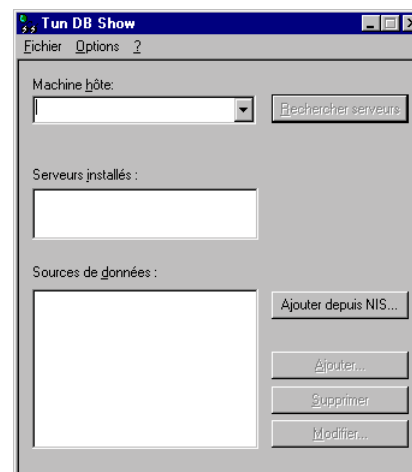 Tun DB Show
Fichier Options ?
Machine hôte:
Rechercher serveurs
Serveurs installés :
Sources de données :
Ajouter depuis NIS...
Ajouter...
Supprimer
Modifier...